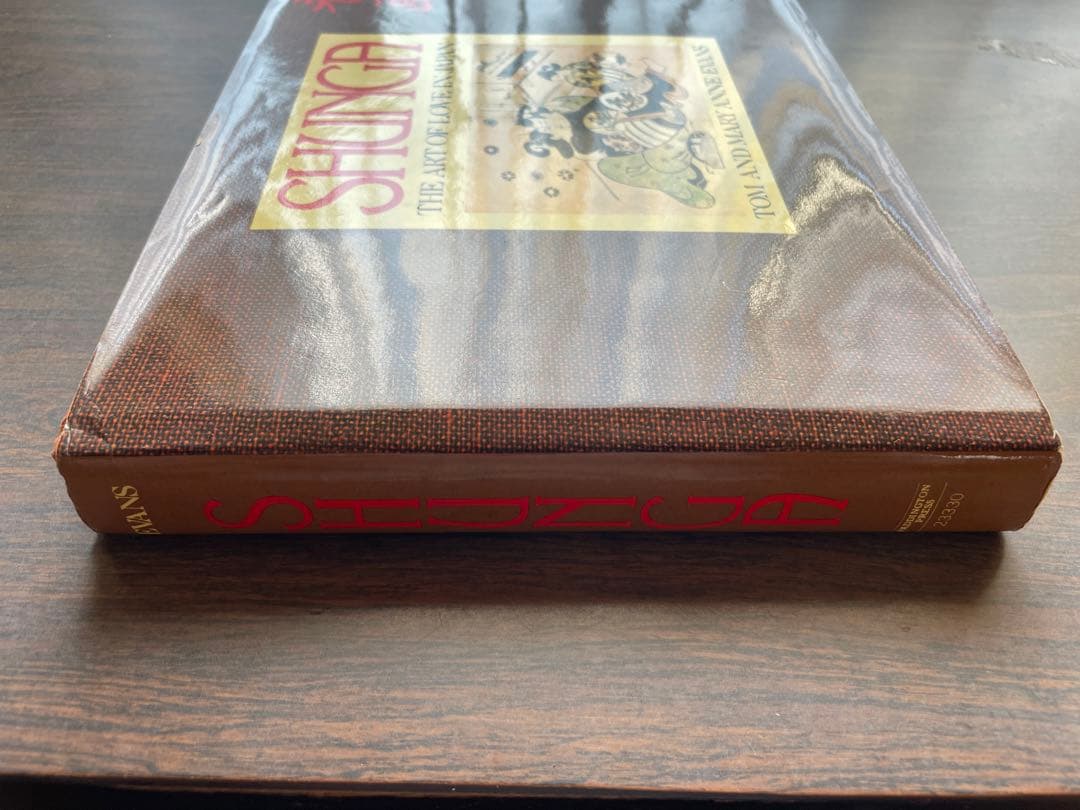 SHUNGA
THE ART OF LOVE IN JAPAN
TOM AND MARY ANNE EVANS
EVANS
SHUNGA
PADDINGTON
PRESS
23330